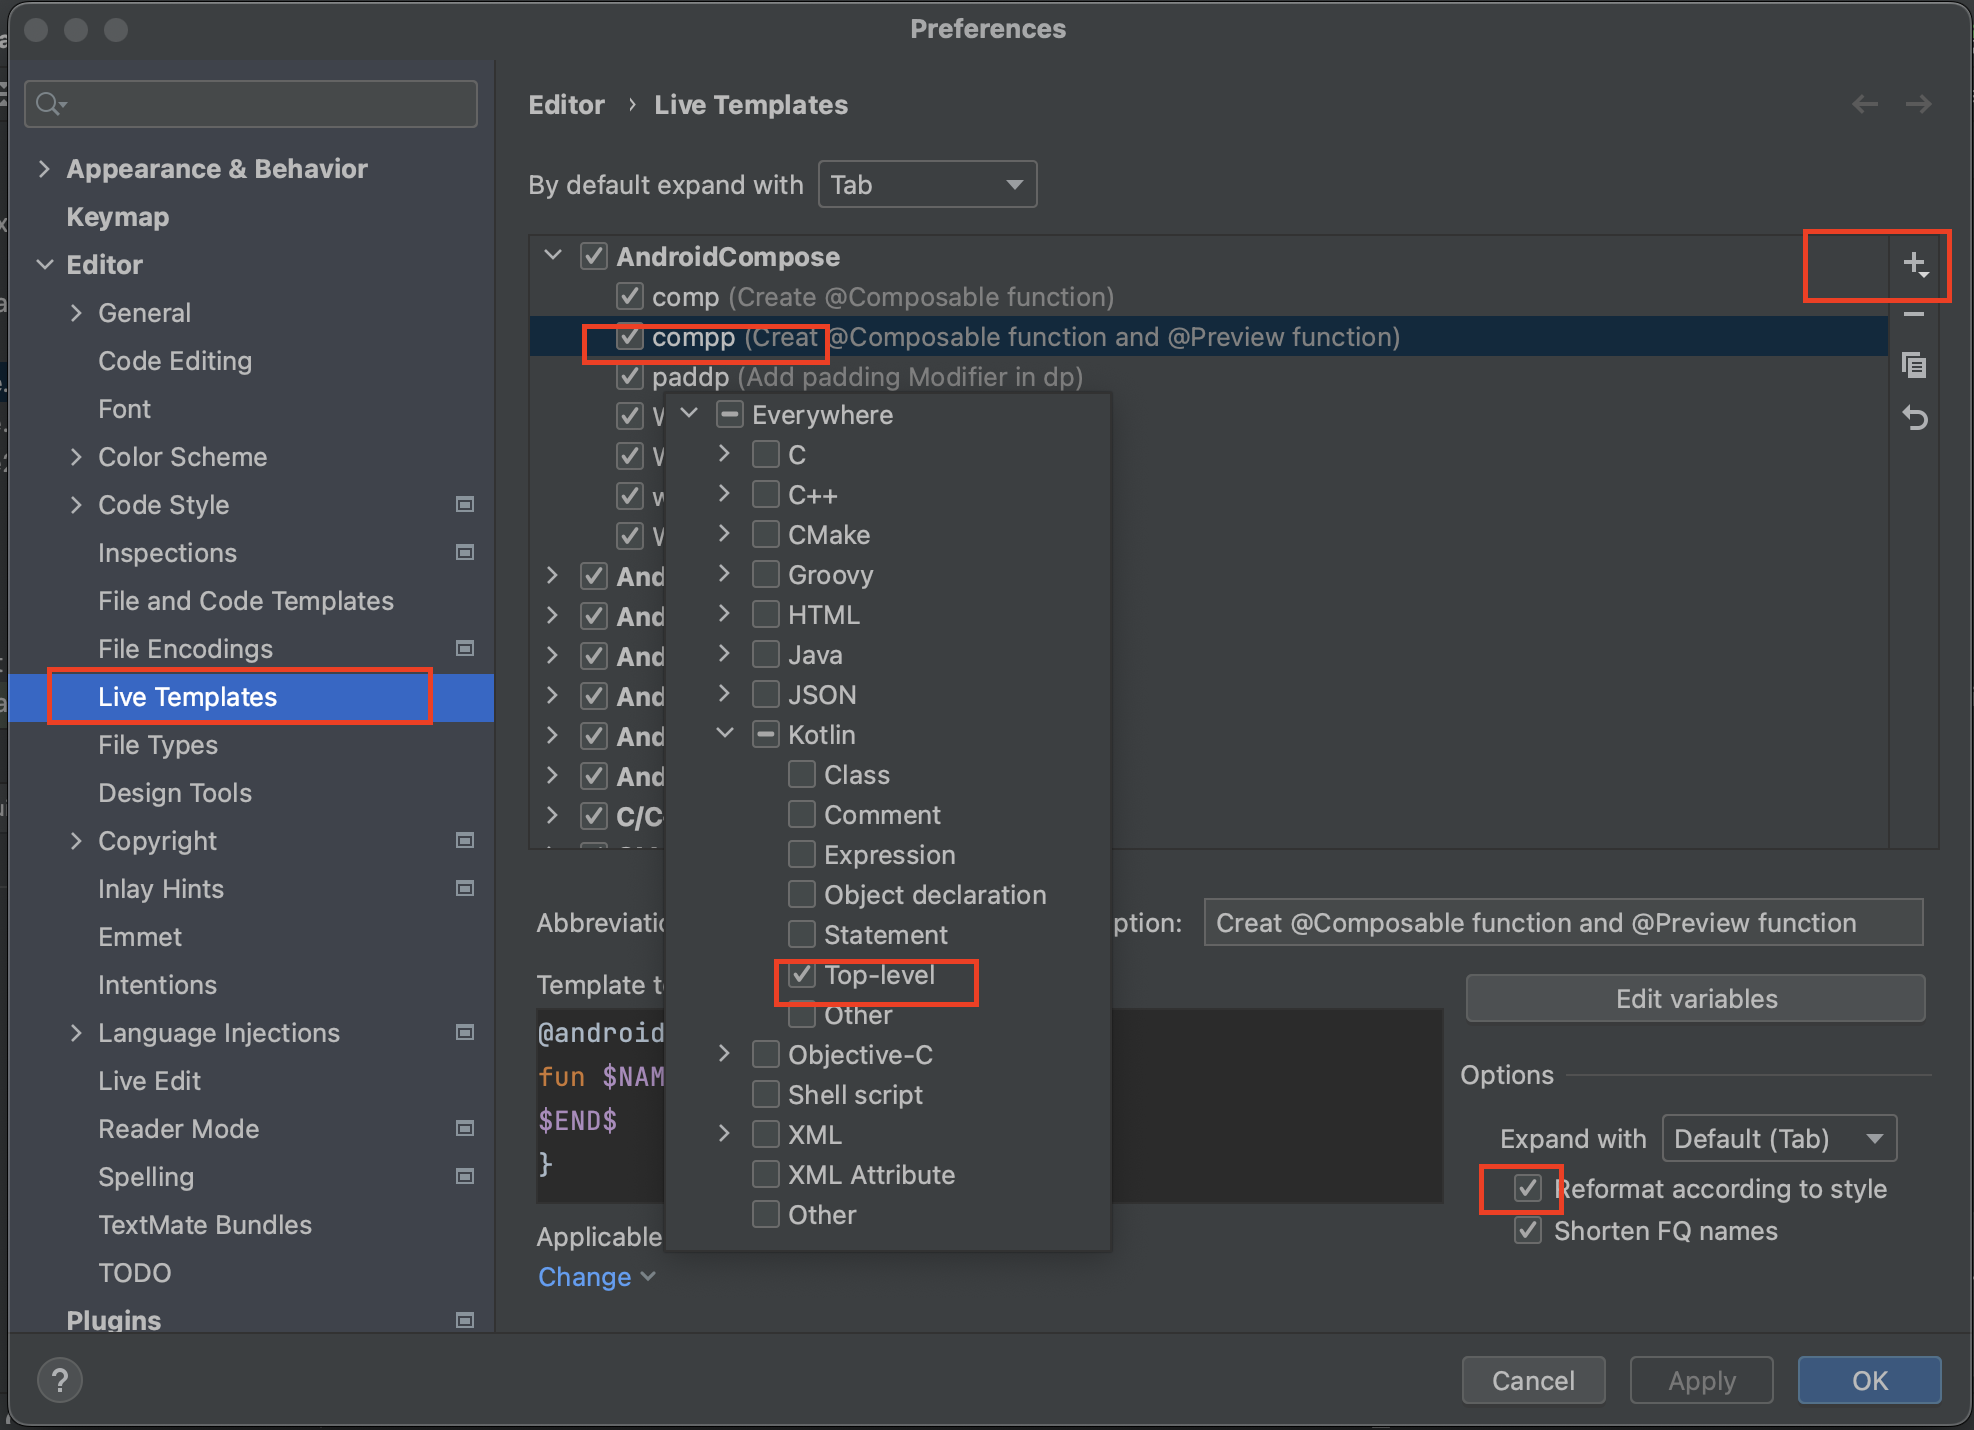 Preferences
Appearance & Behavior
Keymap
Editor
General
Code Editing
Font
Color Scheme
Code Style
Inspections
File and Code Templates
File Encodings
Live Templates
File Types
Design Tools
Copyright
Inlay Hints
Emmet
Intentions
Language Injections
Live Edit
Reader Mode
Spelling
TextMate Bundles
TODO
Plugins
Editor › Live Templates
By default expand with Tab
AndroidCompose
comp (Create @Composable function)
compp (Creat @Composable function and @Preview function)
paddp (Add padding Modifier in dp)
W
W
w
W
And
And
And
And
And
And
C/C
Everywhere
C
C++
CMake
Groovy
HTML
Java
JSON
Kotlin
Class
Comment
Expression
Object declaration
Statement
Top-level
Other
Objective-C
Shell script
XML
XML Attribute
Other
Abbreviatio
ption: Creat @Composable function and @Preview function
Template t
@android
fun $NAM
$END$
}
Edit variables
Options
Expand with Default (Tab)
Reformat according to style
Shorten FQ names
Applicable
Change
?
Cancel
Apply
OK